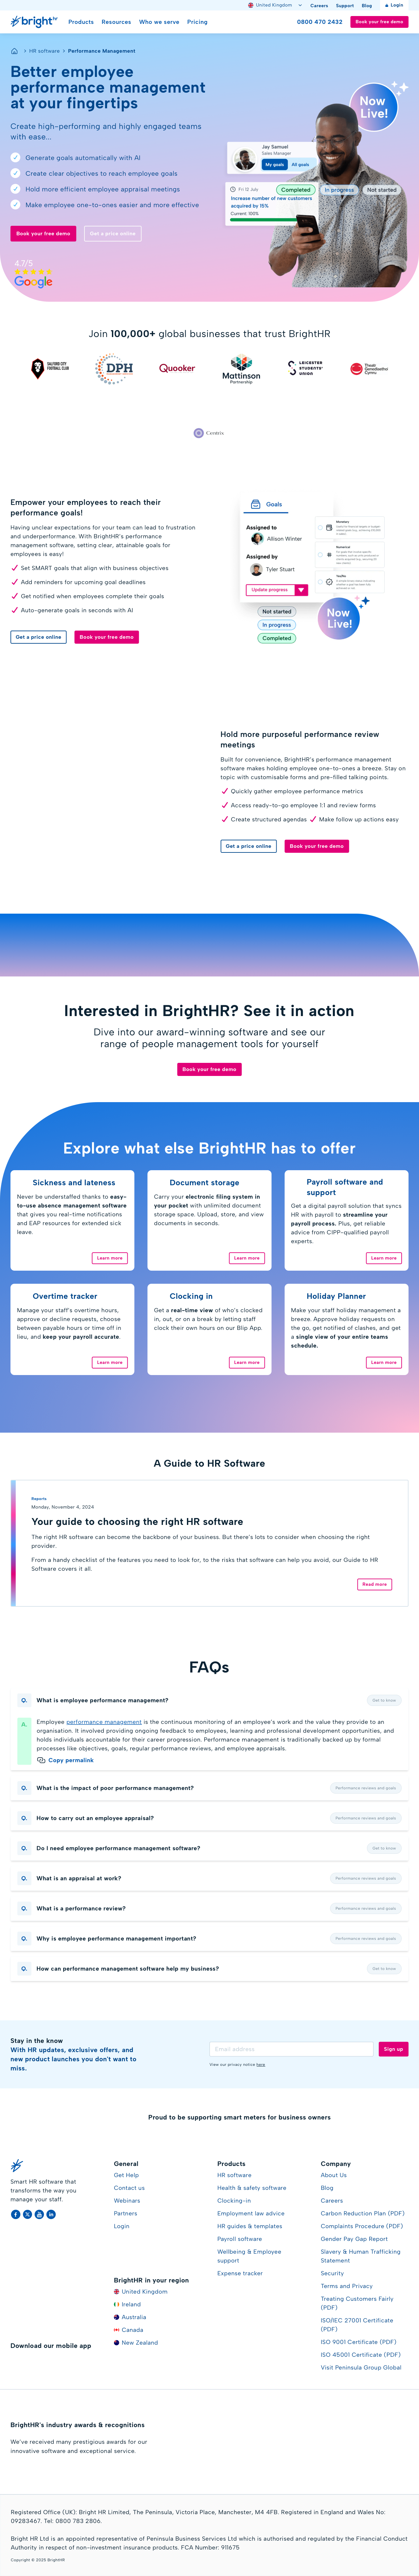 United Kingdom
Careers
Support
Blog
Login
bright
Products
Resources
Who we serve
Pricing
0800 470 2432
Book your free demo
HR software > Performance Management
Better employee
performance management
at your fingertips
Create high-performing and highly engaged teams
with ease...
Generate goals automatically with AI
Create clear objectives to reach employee goals
Hold more efficient employee appraisal meetings
Make employee one-to-ones easier and more effective
Book your free demo
Get a price online
4.7/5
Google
Now
Live!
Jay Samuel
Sales Manager
My goals
All goals
Fri 12 July
Completed
In progress
Not started
Increase number of new customers
acquired by 15%
Current: 100%
Join 100,000+ global businesses that trust BrightHR
SALFORD CITY
FOOTBALL CLUB
DPH
Quooker
Mattinson
Partnership
LEICESTER
STUDENTS'
UNION
Centrix
Empower your employees to reach their
performance goals!
Having unclear expectations for your team can lead to frustration
and underperformance. With BrightHR's performance
management software, setting clear, attainable goals for
employees is easy!
Set SMART goals that align with business objectives
Add reminders for upcoming goal deadlines
Get notified when employees complete their goals
Auto-generate goals in seconds with AI
Get a price online
Book your free demo
Goals
Assigned to
Allison Winter
Assigned by
Tyler Stuart
Update progress
Not started
In progress
Completed
Monetary
Numerical
Traffic
Now
Live!
Hold more purposeful performance review
meetings
Built for convenience, BrightHR's performance management
software makes holding employee one-to-ones a breeze. Stay on
topic with customisable forms and pre-filled talking points.
Quickly gather employee performance metrics
Access ready-to-go employee 1:1 and review forms
Create structured agendas
Make follow up actions easy
Get a price online
Book your free demo
Interested in BrightHR? See it in action
Dive into our award-winning software and see our
range of people management tools for yourself
Book your free demo
Explore what else BrightHR has to offer
Sickness and lateness
Never be understaffed thanks to easy-
to-use absence management software
that gives you real-time notifications
and EAP resources for extended sick
leave.
Learn more
Document storage
Carry your electronic filing system in
your pocket with unlimited document
storage space. Upload, store, and view
documents in seconds.
Learn more
Payroll software and
support
Get a digital payroll solution that syncs
HR with payroll to streamline your
payroll process. Plus, get reliable
advice from CIPP-qualified payroll
experts.
Learn more
Overtime tracker
Manage your staff's overtime hours,
approve or decline requests, choose
between payable hours or time off in
lieu, and keep your payroll accurate.
Learn more
Clocking in
Get a real-time view of who's clocked
in, out, or on a break by letting staff
clock their own hours on our Blip App.
Learn more
Holiday Planner
Make your staff holiday management a
breeze. Approve holiday requests on
the go, get notified of clashes, and get
a single view of your entire teams
schedule.
Learn more
A Guide to HR Software
Reports
Monday, November 4, 2024
Your guide to choosing the right HR software
The right HR software can become the backbone of your business. But there's lots to consider when choosing the right
provider.
From a handy checklist of the features you need to look for, to the risks that software can help you avoid, our Guide to HR
Software covers it all.
Read more
FAQs
Q. What is employee performance management? Get to know
A. Employee performance management is the continuous monitoring of an employee's work and the value they provide to an
organisation. It involves providing ongoing feedback to employees, learning and professional development opportunities, and
holds individuals accountable for their career progression. Performance management is traditionally backed up by formal
processes like objectives, goals, regular performance reviews, and employee appraisals.
Copy permalink
Q. What is the impact of poor performance management? Performance reviews and goals
Q. How to carry out an employee appraisal? Performance reviews and goals
Q. Do I need employee performance management software? Get to know
Q. What is an appraisal at work? Performance reviews and goals
Q. What is a performance review? Performance reviews and goals
Q. Why is employee performance management important? Performance reviews and goals
Q. How can performance management software help my business? Get to know
Stay in the know
With HR updates, exclusive offers, and
new product launches you don't want to
miss.
Email address
Sign up
View our privacy notice here
Proud to be supporting smart meters for business owners
Smart HR software that
transforms the way you
manage your staff.
Download our mobile app
General
Get Help
Contact us
Webinars
Partners
Login
BrightHR in your region
United Kingdom
Ireland
Australia
Canada
New Zealand
Products
HR software
Health & safety software
Clocking-in
Employment law advice
HR guides & templates
Payroll software
Wellbeing & Employee
support
Expense tracker
Company
About Us
Blog
Careers
Carbon Reduction Plan (PDF)
Complaints Procedure (PDF)
Gender Pay Gap Report
Slavery & Human Trafficking
Statement
Security
Terms and Privacy
Treating Customers Fairly
(PDF)
ISO/IEC 27001 Certificate
(PDF)
ISO 9001 Certificate (PDF)
ISO 45001 Certificate (PDF)
Visit Peninsula Group Global
BrightHR's industry awards & recognitions
We've received many prestigious awards for our
innovative software and exceptional service.
Registered Office (UK): Bright HR Limited, The Peninsula, Victoria Place, Manchester, M4 4FB. Registered in England and Wales No:
09283467. Tel: 0800 783 2806.
Bright HR Ltd is an appointed representative of Peninsula Business Services Ltd which is authorised and regulated by the Financial Conduct
Authority in respect of non-investment insurance products. FCA Number: 911675
Copyright © 2025 BrightHR